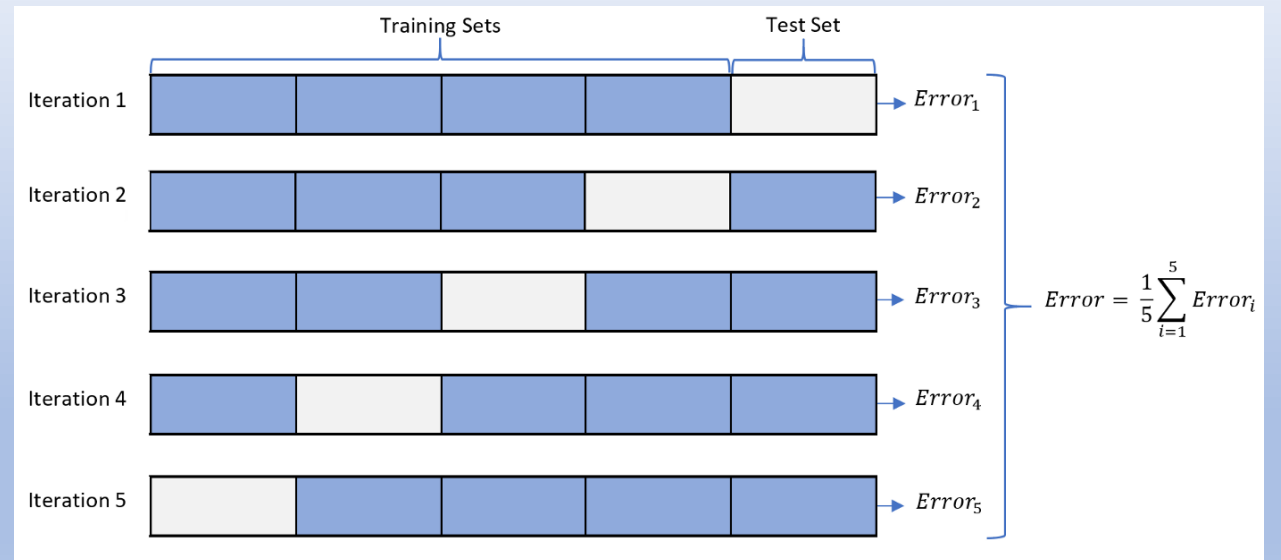 Training Sets Test Set
Iteration 1 Error₁
Iteration 2 Error₂
Iteration 3 Error₃
Error = 1/5 ∑_{i=1}^{5} Errorᵢ
Iteration 4 Error₄
Iteration 5 Error₅